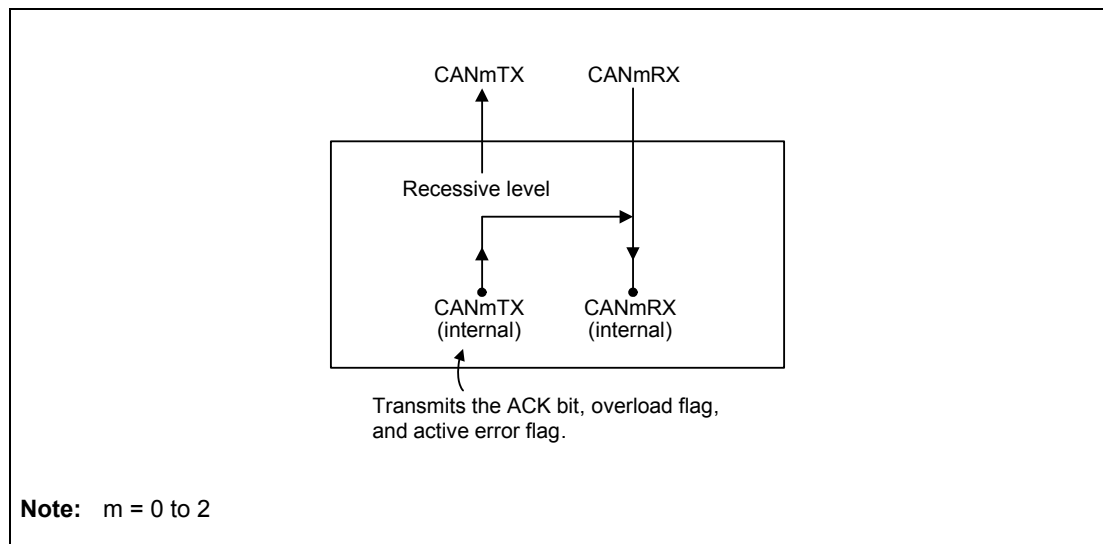 CANmTX
CANmRX
Recessive level
CANmTX
(internal)
CANmRX
(internal)
Transmits the ACK bit, overload flag,
and active error flag.
Note: m = 0 to 2